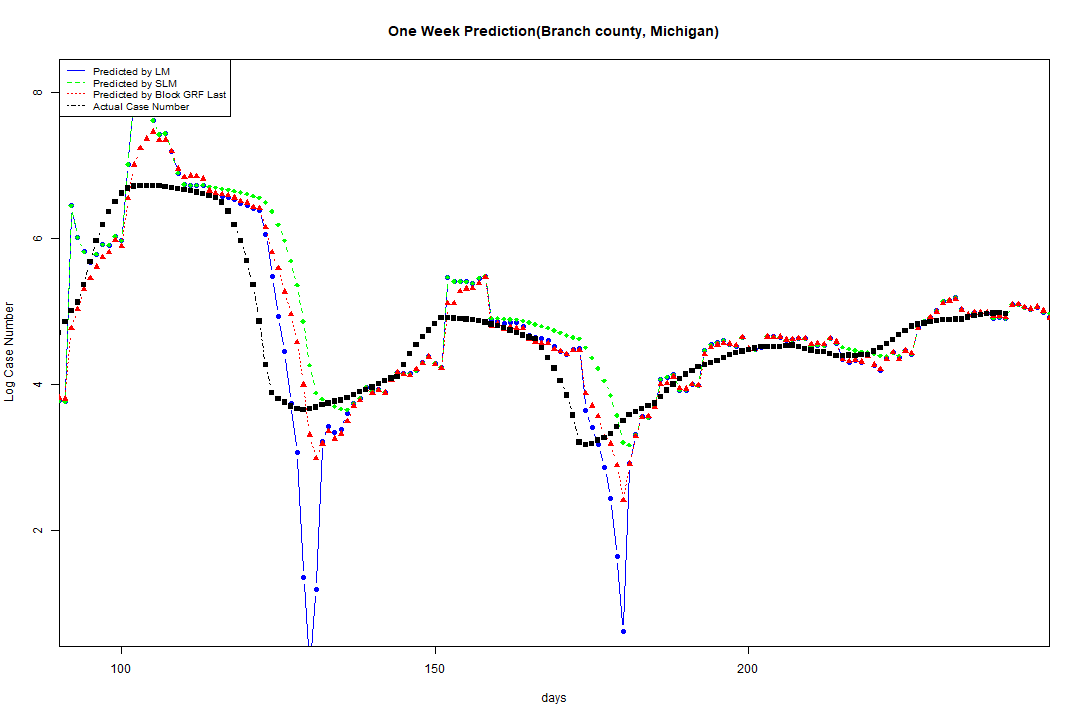 One Week Prediction(Branch county, Michigan)
Predicted by LM
Predicted by SLM
Predicted by Block GRF Last
Actual Case Number
8
6
4
2
Log Case Number
100
150
200
days